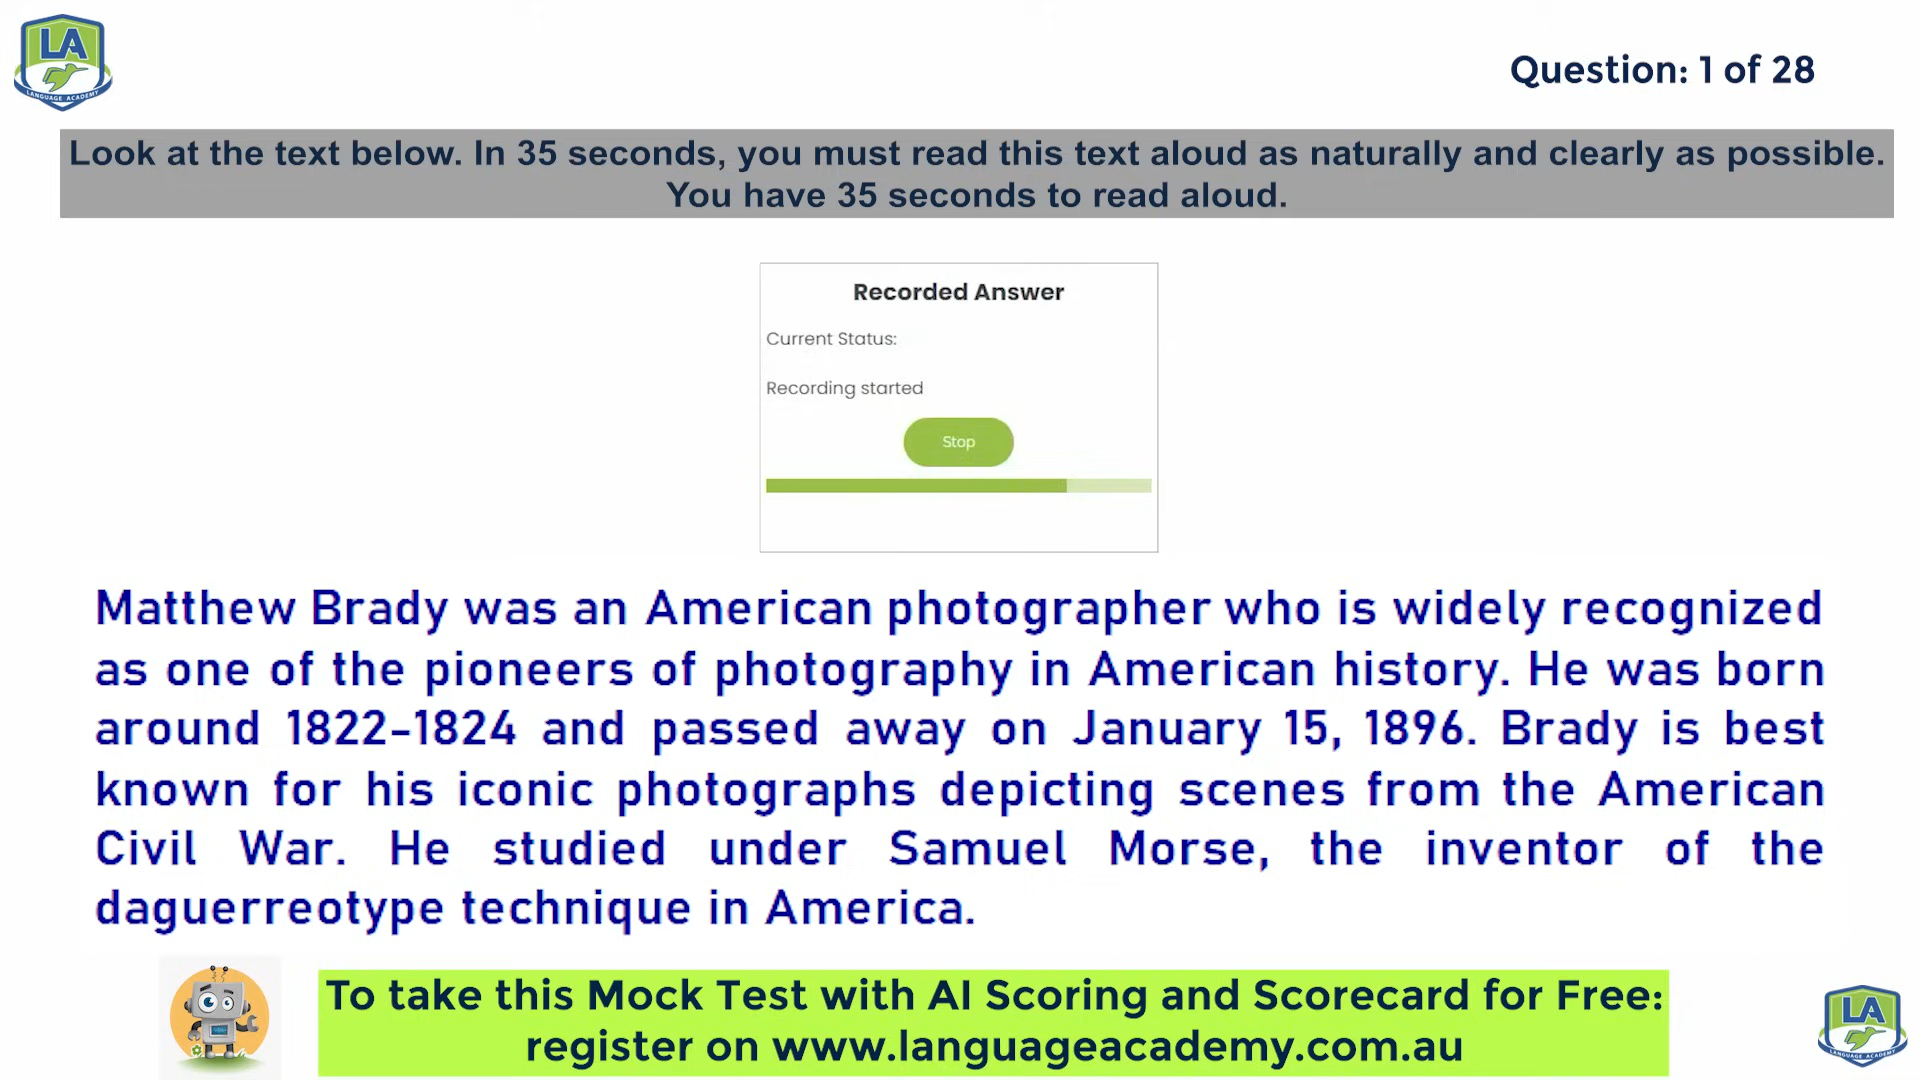 LA
LANGUAGE ACADEMY
Question: 1 of 28
Look at the text below. In 35 seconds, you must read this text aloud as naturally and clearly as possible.
You have 35 seconds to read aloud.
Recorded Answer
Current Status:
Recording started
Stop
Matthew Brady was an American photographer who is widely recognized
as one of the pioneers of photography in American history. He was born
around 1822-1824 and passed away on January 15, 1896. Brady is best
known for his iconic photographs depicting scenes from the American
Civil War. He studied under Samuel Morse, the inventor of the
daguerreotype technique in America.
To take this Mock Test with AI Scoring and Scorecard for Free:
register on www.languageacademy.com.au
LA
LANGUAGE ACADEMY